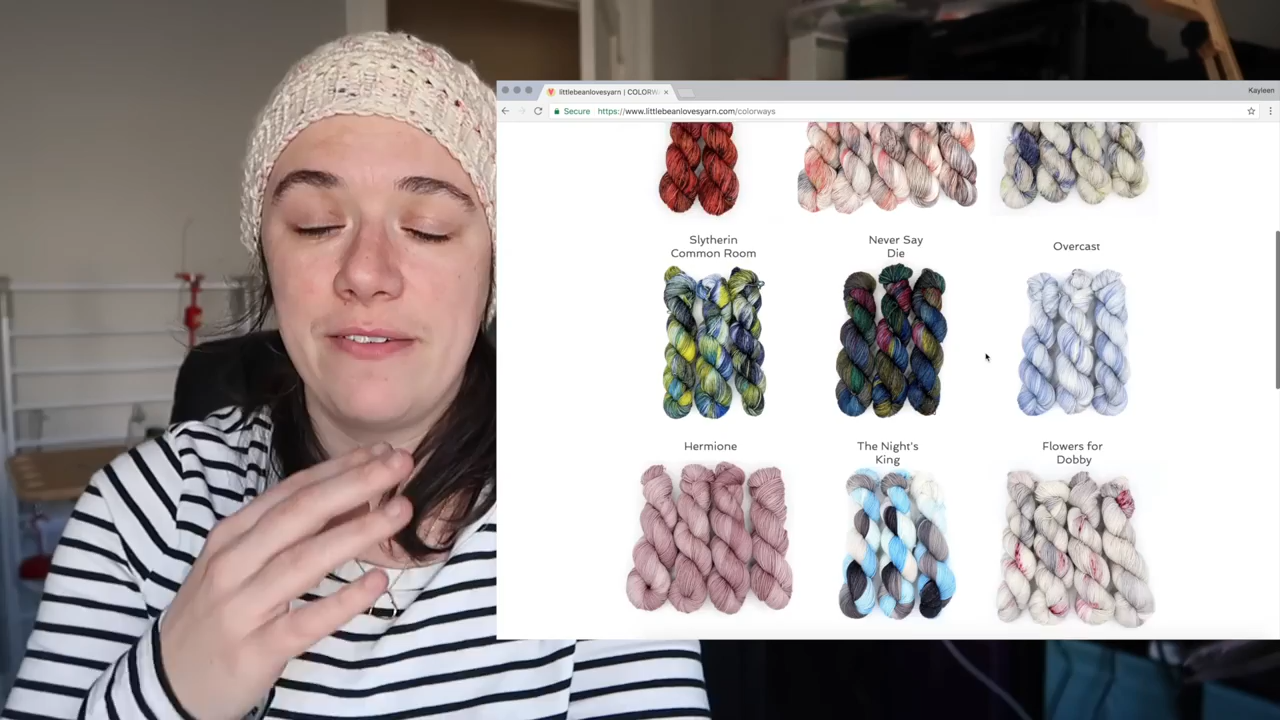 littlebeanlovesyarn | COLORW
Kayleen
Secure
https://www.littlebeanlovesyarn.com/colorways
Slytherin
Common Room
Never Say
Die
Overcast
Hermione
The Night's
King
Flowers for
Dobby